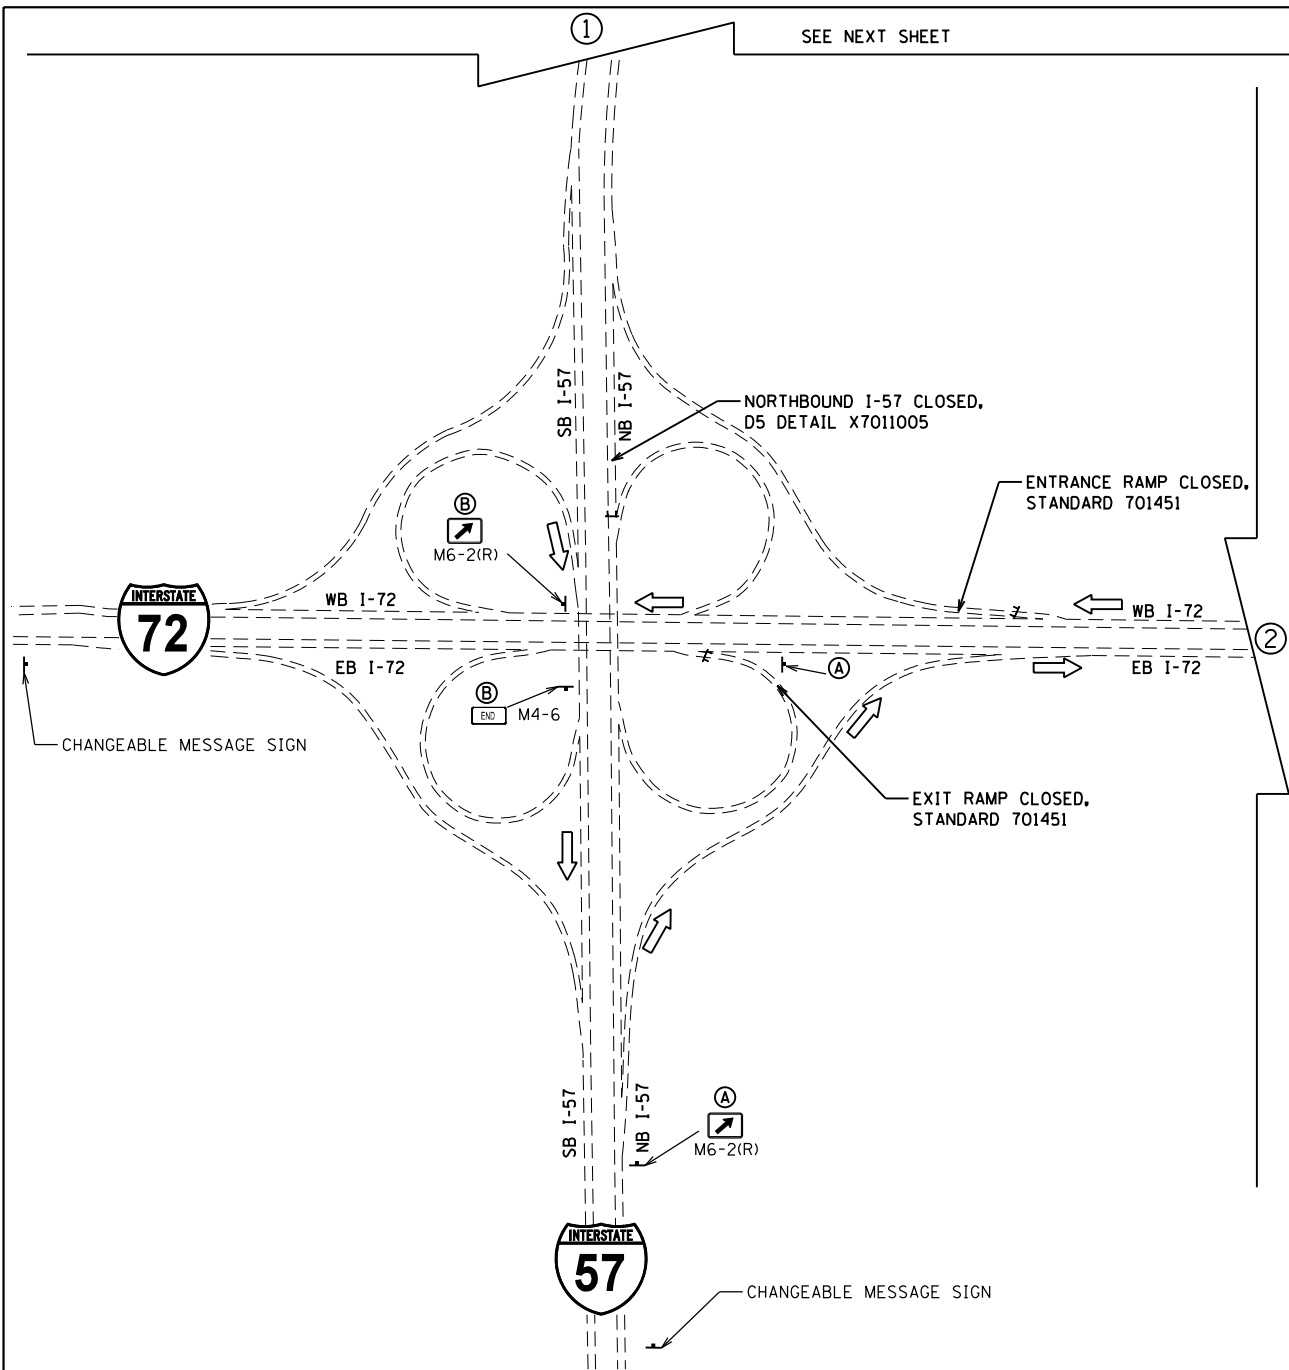 1
SEE NEXT SHEET
SB I-57
NB I-57
NORTHBOUND I-57 CLOSED,
D5 DETAIL X7011005
ENTRANCE RAMP CLOSED,
STANDARD 701451
B
M6-2(R)
INTERSTATE
72
WB I-72
WB I-72
2
EB I-72
A
EB I-72
B
END M4-6
CHANGEABLE MESSAGE SIGN
EXIT RAMP CLOSED,
STANDARD 701451
SB I-57
NB I-57
A
M6-2(R)
INTERSTATE
57
CHANGEABLE MESSAGE SIGN